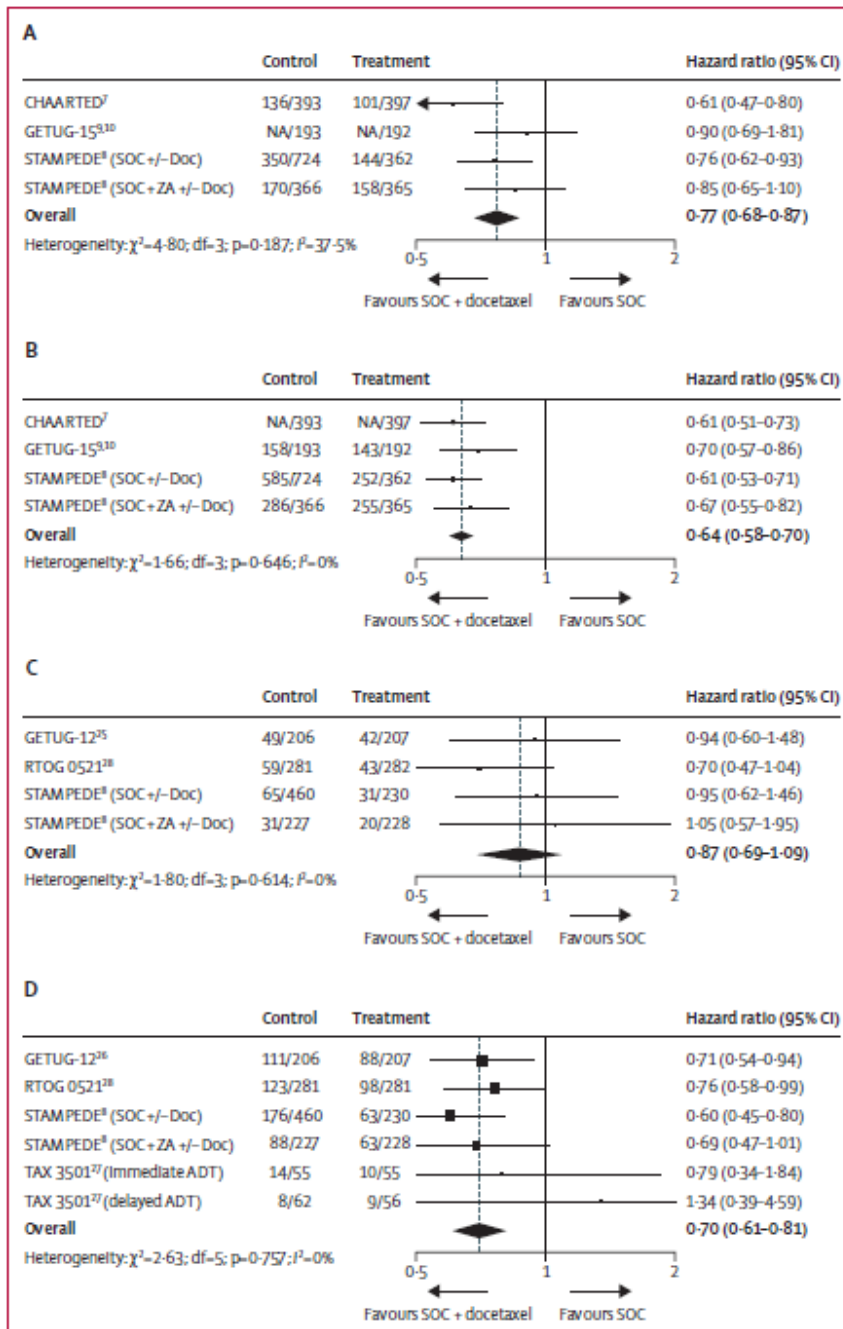 A
Control Treatment Hazard ratio (95% CI)
CHAARTED⁷ 136/393 101/397 0·61 (0·47–0·80)
GETUG-15⁹,¹⁰ NA/193 NA/192 0·90 (0·69–1·81)
STAMPEDE⁸ (SOC+/–Doc) 350/724 144/362 0·76 (0·62–0·93)
STAMPEDE⁸ (SOC+ZA +/–Doc) 170/366 158/365 0·85 (0·65–1·10)
Overall 0·77 (0·68–0·87)
Heterogeneity: χ²=4·80; df=3; p=0·187; I²=37·5%
0·5 1 2
Favours SOC + docetaxel Favours SOC
B
Control Treatment Hazard ratio (95% CI)
CHAARTED⁷ NA/393 NA/397 0·61 (0·51–0·73)
GETUG-15⁹,¹⁰ 158/193 143/192 0·70 (0·57–0·86)
STAMPEDE⁸ (SOC+/–Doc) 585/724 252/362 0·61 (0·53–0·71)
STAMPEDE⁸ (SOC+ZA +/–Doc) 286/366 255/365 0·67 (0·55–0·82)
Overall 0·64 (0·58–0·70)
Heterogeneity: χ²=1·66; df=3; p=0·646; I²=0%
0·5 1 2
Favours SOC + docetaxel Favours SOC
C
Control Treatment Hazard ratio (95% CI)
GETUG-12²⁵ 49/206 42/207 0·94 (0·60–1·48)
RTOG 0521²⁸ 59/281 43/282 0·70 (0·47–1·04)
STAMPEDE⁸ (SOC+/–Doc) 65/460 31/230 0·95 (0·62–1·46)
STAMPEDE⁸ (SOC+ZA +/–Doc) 31/227 20/228 1·05 (0·57–1·95)
Overall 0·87 (0·69–1·09)
Heterogeneity: χ²=1·80; df=3; p=0·614; I²=0%
0·5 1 2
Favours SOC + docetaxel Favours SOC
D
Control Treatment Hazard ratio (95% CI)
GETUG-12²⁶ 111/206 88/207 0·71 (0·54–0·94)
RTOG 0521²⁸ 123/281 98/281 0·76 (0·58–0·99)
STAMPEDE⁸ (SOC+/–Doc) 176/460 63/230 0·60 (0·45–0·80)
STAMPEDE⁸ (SOC+ZA +/–Doc) 88/227 63/228 0·69 (0·47–1·01)
TAX 3501²⁷ (immediate ADT) 14/55 10/55 0·79 (0·34–1·84)
TAX 3501²⁷ (delayed ADT) 8/62 9/56 1·34 (0·39–4·59)
Overall 0·70 (0·61–0·81)
Heterogeneity: χ²=2·63; df=5; p=0·757; I²=0%
0·5 1 2
Favours SOC + docetaxel Favours SOC